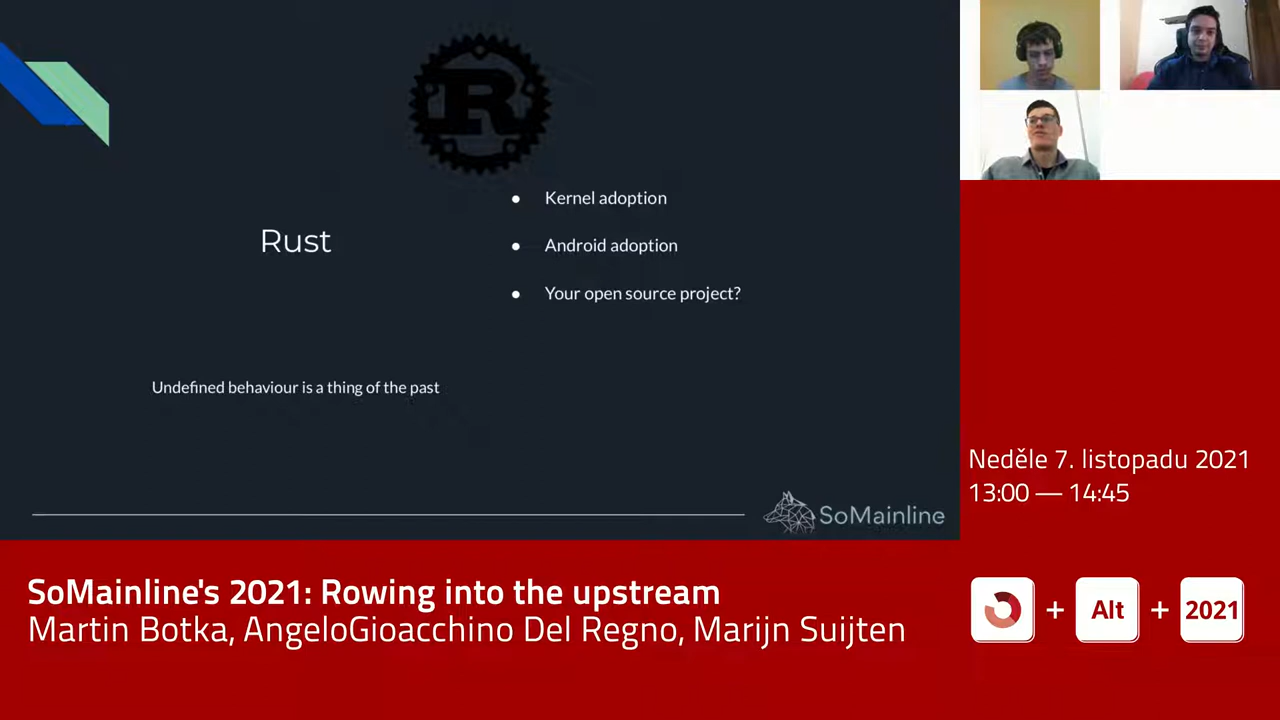 R
Rust
Undefined behaviour is a thing of the past
● Kernel adoption
● Android adoption
● Your open source project?
SoMainline
Neděle 7. listopadu 2021
13:00 — 14:45
SoMainline's 2021: Rowing into the upstream
Martin Botka, AngeloGioacchino Del Regno, Marijn Suijten
+ Alt + 2021